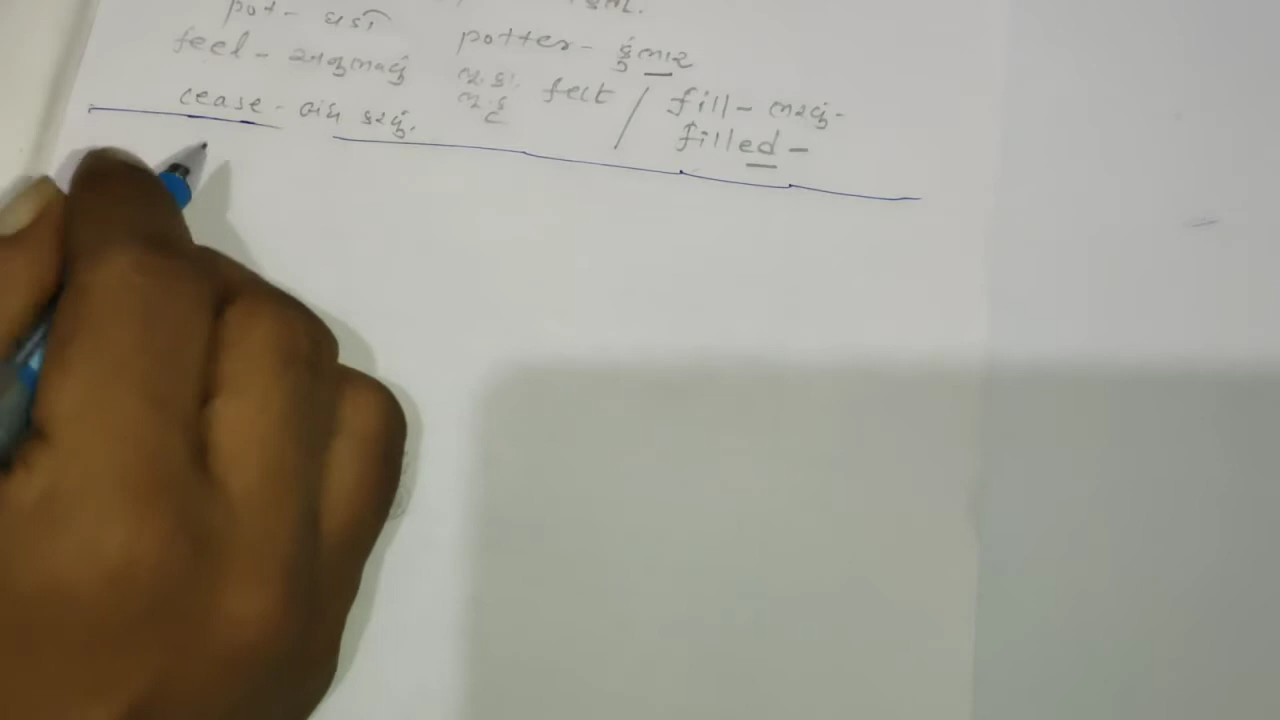 pot - ઘડો potter - કુંભાર
feel - અનુભવવું ભૂ.કા. felt / fill - ભરવું -
cease - બંધ કરવું. ભૂ.કૃ filled -